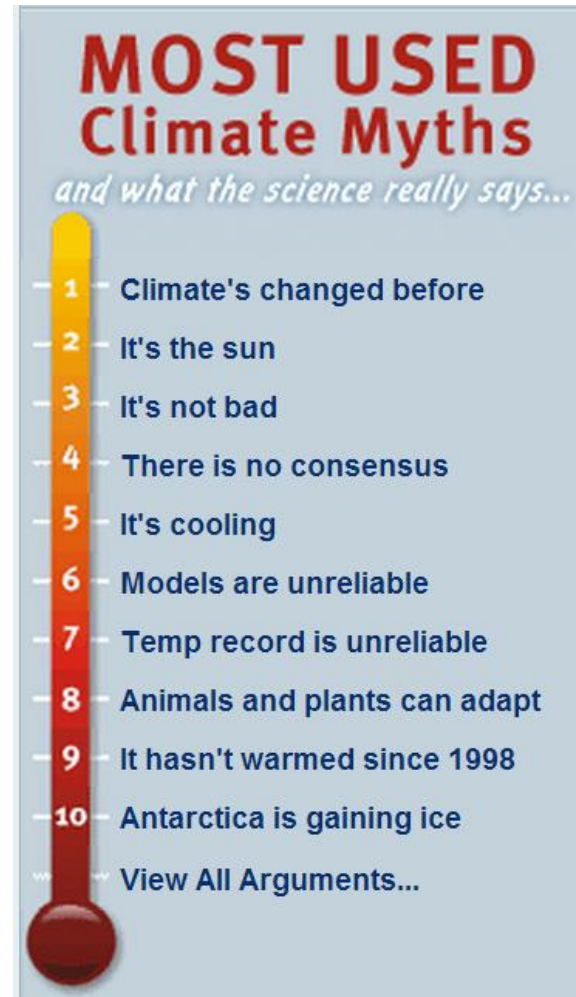 MOST USED
Climate Myths
and what the science really says...
1 Climate's changed before
2 It's the sun
3 It's not bad
4 There is no consensus
5 It's cooling
6 Models are unreliable
7 Temp record is unreliable
8 Animals and plants can adapt
9 It hasn't warmed since 1998
10 Antarctica is gaining ice
View All Arguments...